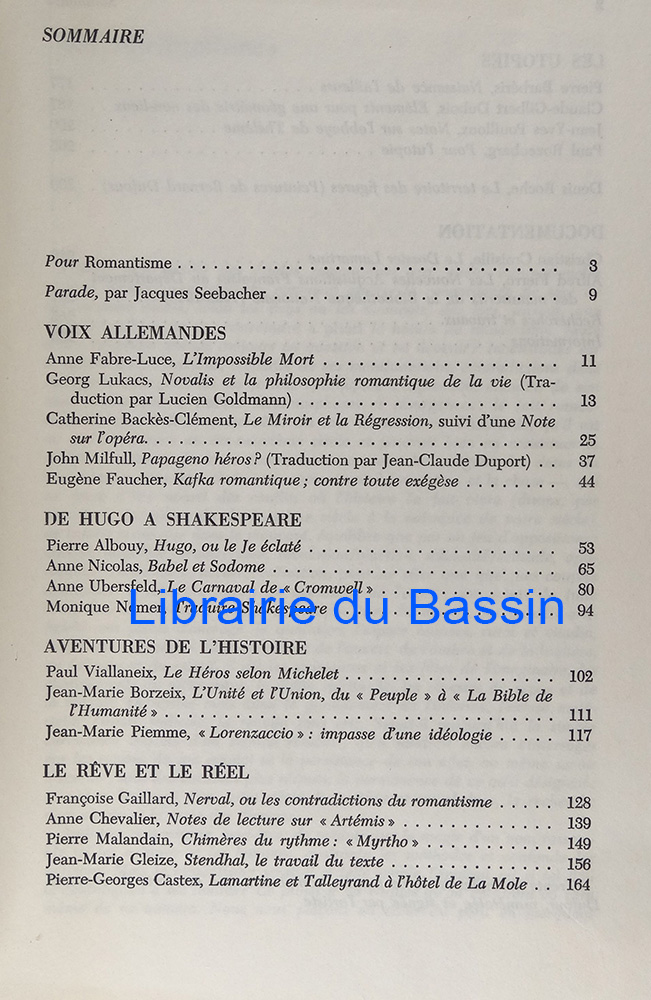 SOMMAIRE
Pour Romantisme . . . . . . . . . . . . . . . . . . . . . . . . . . . . . . 3
Parade, par Jacques Seebacher . . . . . . . . . . . . . . . . . . . . . . 9
VOIX ALLEMANDES
Anne Fabre-Luce, L'Impossible Mort . . . . . . . . . . . . . . . . . . 11
Georg Lukacs, Novalis et la philosophie romantique de la vie (Tra-
duction par Lucien Goldmann) . . . . . . . . . . . . . . . . . . . . 13
Catherine Backès-Clément, Le Miroir et la Régression, suivi d'une Note
sur l'opéra. . . . . . . . . . . . . . . . . . . . . . . . . . . . . . . 25
John Milfull, Papageno héros ? (Traduction par Jean-Claude Duport) . . 37
Eugène Faucher, Kafka romantique ; contre toute exégèse . . . . . . . . 44
DE HUGO A SHAKESPEARE
Pierre Albouy, Hugo, ou le Je éclaté . . . . . . . . . . . . . . . . . . . 53
Anne Nicolas, Babel et Sodome . . . . . . . . . . . . . . . . . . . . . 65
Anne Ubersfeld, Le Carnaval de « Cromwell » . . . . . . . . . . . . . . 80
Monique Nemer, Traduire Shakespeare . . . . . . . . . . . . . . . . . 94
Librairie du Bassin
AVENTURES DE L'HISTOIRE
Paul Viallaneix, Le Héros selon Michelet . . . . . . . . . . . . . . . . 102
Jean-Marie Borzeix, L'Unité et l'Union, du « Peuple » à « La Bible de
l'Humanité » . . . . . . . . . . . . . . . . . . . . . . . . . . . . . . 111
Jean-Marie Piemme, « Lorenzaccio » : impasse d'une idéologie . . . . . 117
LE RÊVE ET LE RÉEL
Françoise Gaillard, Nerval, ou les contradictions du romantisme . . . . . 128
Anne Chevalier, Notes de lecture sur « Artémis » . . . . . . . . . . . . 139
Pierre Malandain, Chimères du rythme : « Myrtho » . . . . . . . . . . . 149
Jean-Marie Gleize, Stendhal, le travail du texte . . . . . . . . . . . . . 156
Pierre-Georges Castex, Lamartine et Talleyrand à l'hôtel de La Mole . . 164